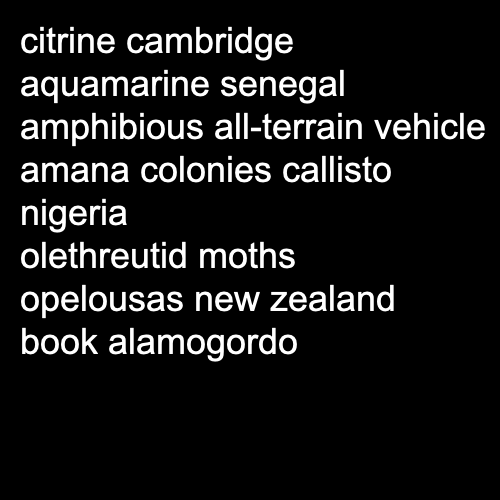 citrine cambridge
aquamarine senegal
amphibious all-terrain vehicle
amana colonies callisto
nigeria
olethreutid moths
opelousas new zealand
book alamogordo